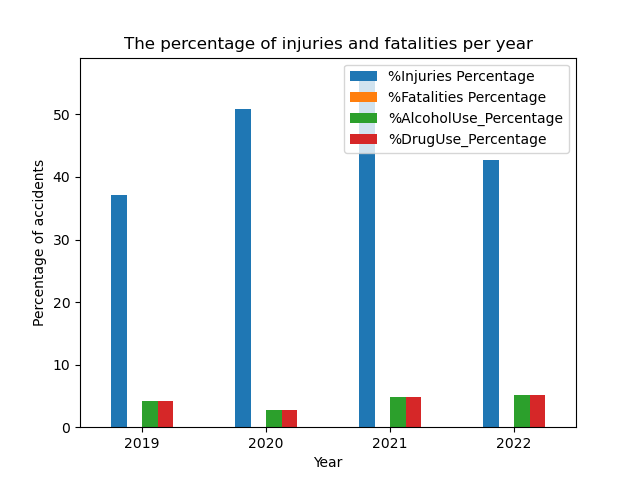 The percentage of injuries and fatalities per year
%Injuries Percentage
%Fatalities Percentage
%AlcoholUse_Percentage
%DrugUse_Percentage
Percentage of accidents
50
40
30
20
10
0
2019 2020 2021 2022
Year